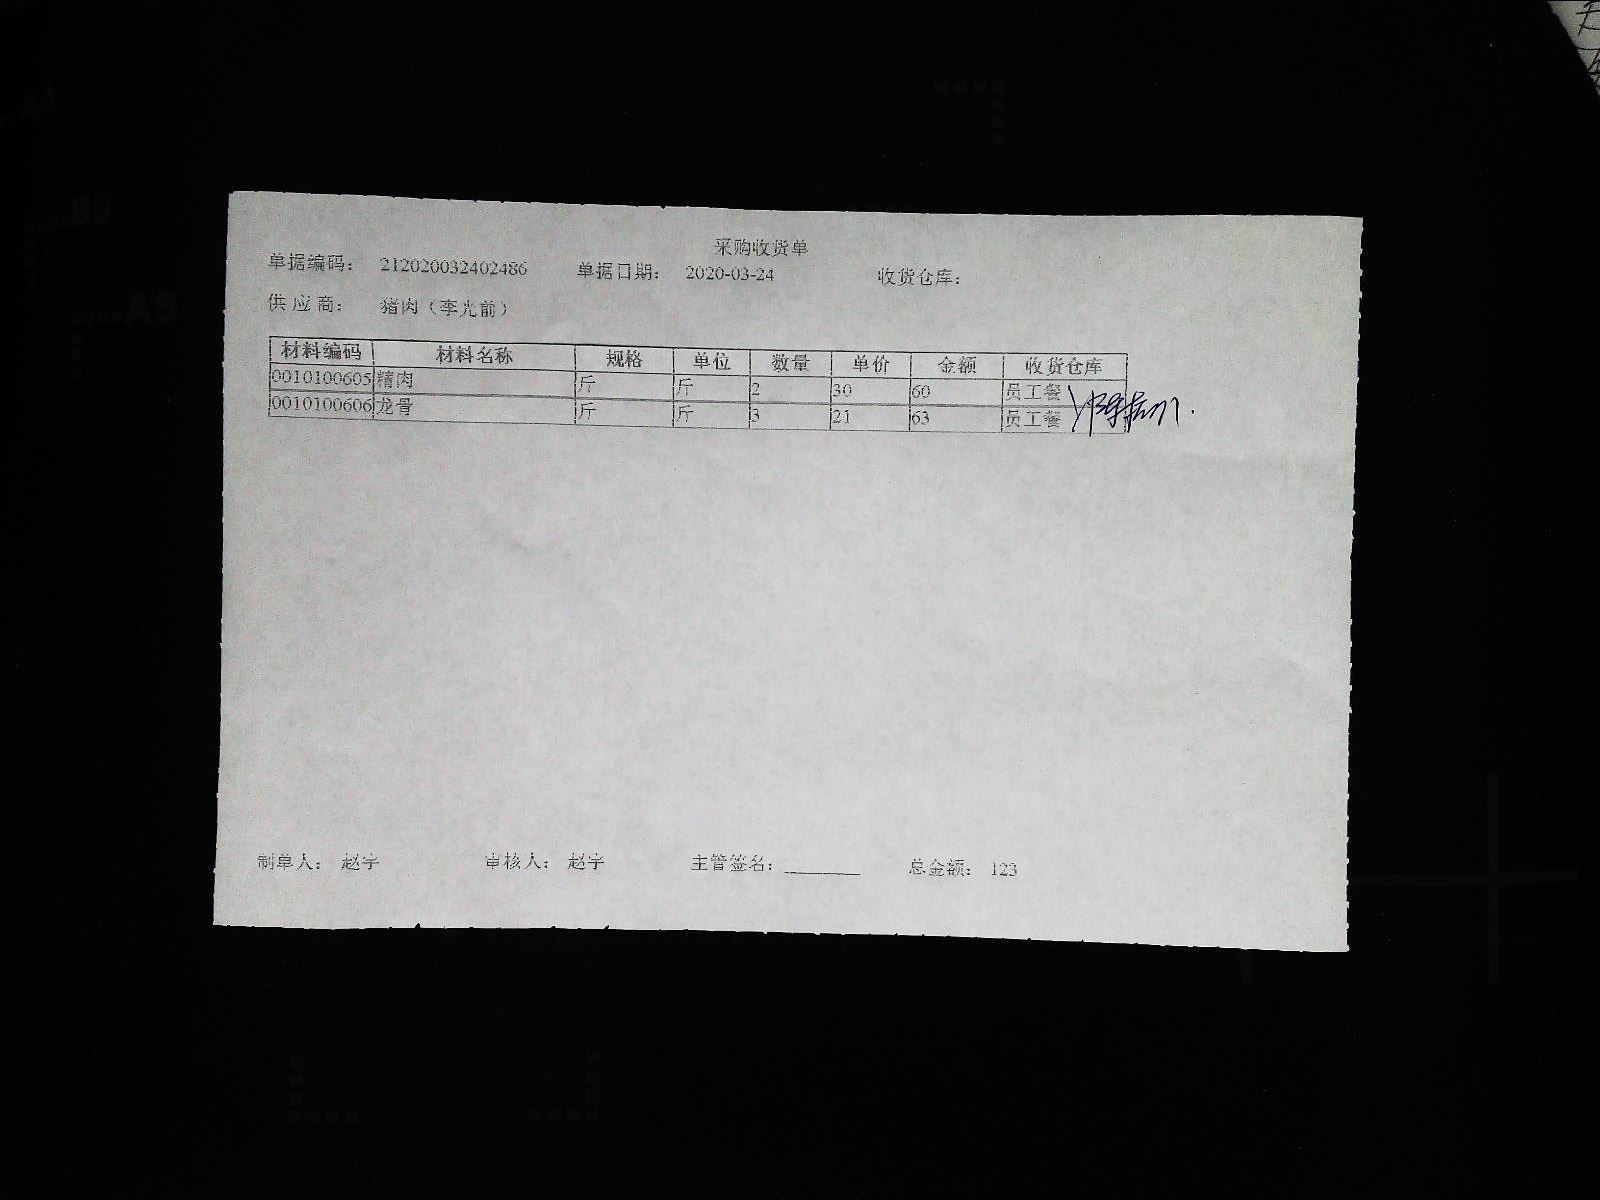 采购收货单
单据编码： 212020032402486 单据日期： 2020-03-24 收货仓库：
供应商： 猪肉（李光前）
材料编码 材料名称 规格 单位 数量 单价 金额 收货仓库
0010100605 精肉 斤 斤 2 30 60 员工餐
0010100606 龙骨 斤 斤 3 21 63 员工餐
制单人： 赵宇 审核人： 赵宇 主管签名： 总金额： 123
A5
B5